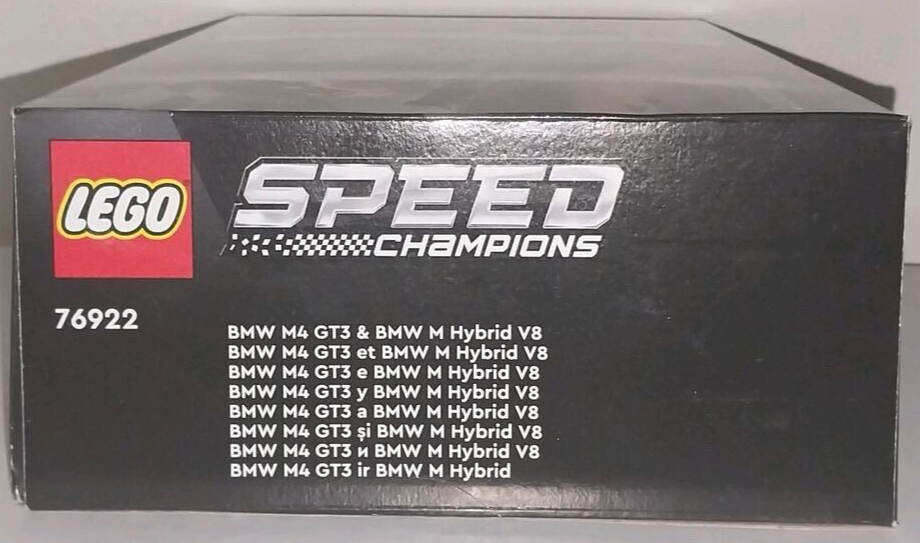 LEGO
SPEED
CHAMPIONS
76922
BMW M4 GT3 & BMW M Hybrid V8
BMW M4 GT3 et BMW M Hybrid V8
BMW M4 GT3 e BMW M Hybrid V8
BMW M4 GT3 y BMW M Hybrid V8
BMW M4 GT3 a BMW M Hybrid V8
BMW M4 GT3 și BMW M Hybrid V8
BMW M4 GT3 и BMW M Hybrid V8
BMW M4 GT3 ir BMW M Hybrid